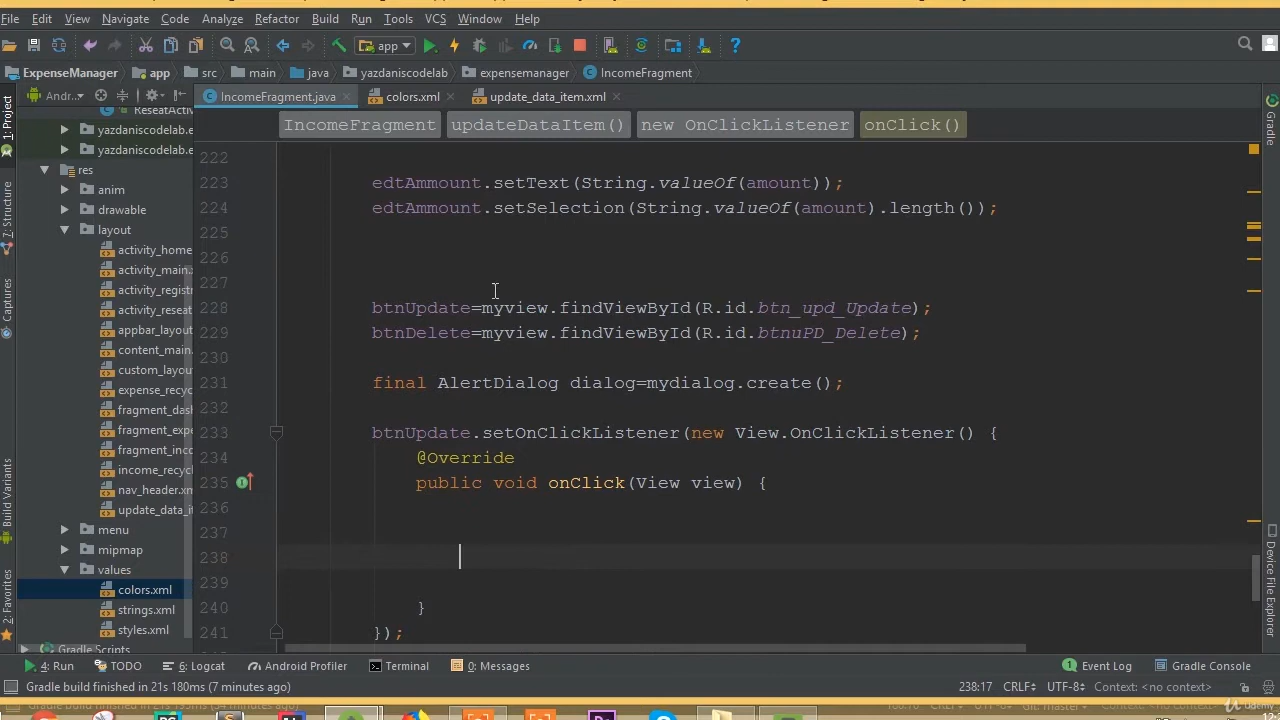 File Edit View Navigate Code Analyze Refactor Build Run Tools VCS Window Help
app
ExpenseManager app src main java yazdaniscodelab expensemanager IncomeFragment
Andr... IncomeFragment.java colors.xml update_data_item.xml
IncomeFragment updateDataItem() new OnClickListener onClick()
1: Project
7: Structure
Captures
Build Variants
2: Favorites
ReseatActiv
yazdaniscodelab.e
yazdaniscodelab.e
res
anim
drawable
layout
activity_home
activity_main.
activity_registr
activity_reseat
appbar_layout
content_main.
custom_layou
expense_recyc
fragment_dash
fragment_expe
fragment_inco
income_recyc
nav_header.xm
update_data_it
menu
mipmap
values
colors.xml
strings.xml
styles.xml
Gradle Scripts
222
223 edtAmmount.setText(String.valueOf(amount));
224 edtAmmount.setSelection(String.valueOf(amount).length());
225
226
227
228 btnUpdate=myview.findViewById(R.id.btn_upd_Update);
229 btnDelete=myview.findViewById(R.id.btnuPD_Delete);
230
231 final AlertDialog dialog=mydialog.create();
232
233 btnUpdate.setOnClickListener(new View.OnClickListener() {
234 @Override
235 public void onClick(View view) {
236
237
238
239
240 }
241 });
Gradle
Device File Explorer
4: Run TODO 6: Logcat Android Profiler Terminal 0: Messages 1 Event Log Gradle Console
Gradle build finished in 21s 180ms (7 minutes ago) 238:17 CRLF÷ UTF-8÷ Context: <no context>
Udemy